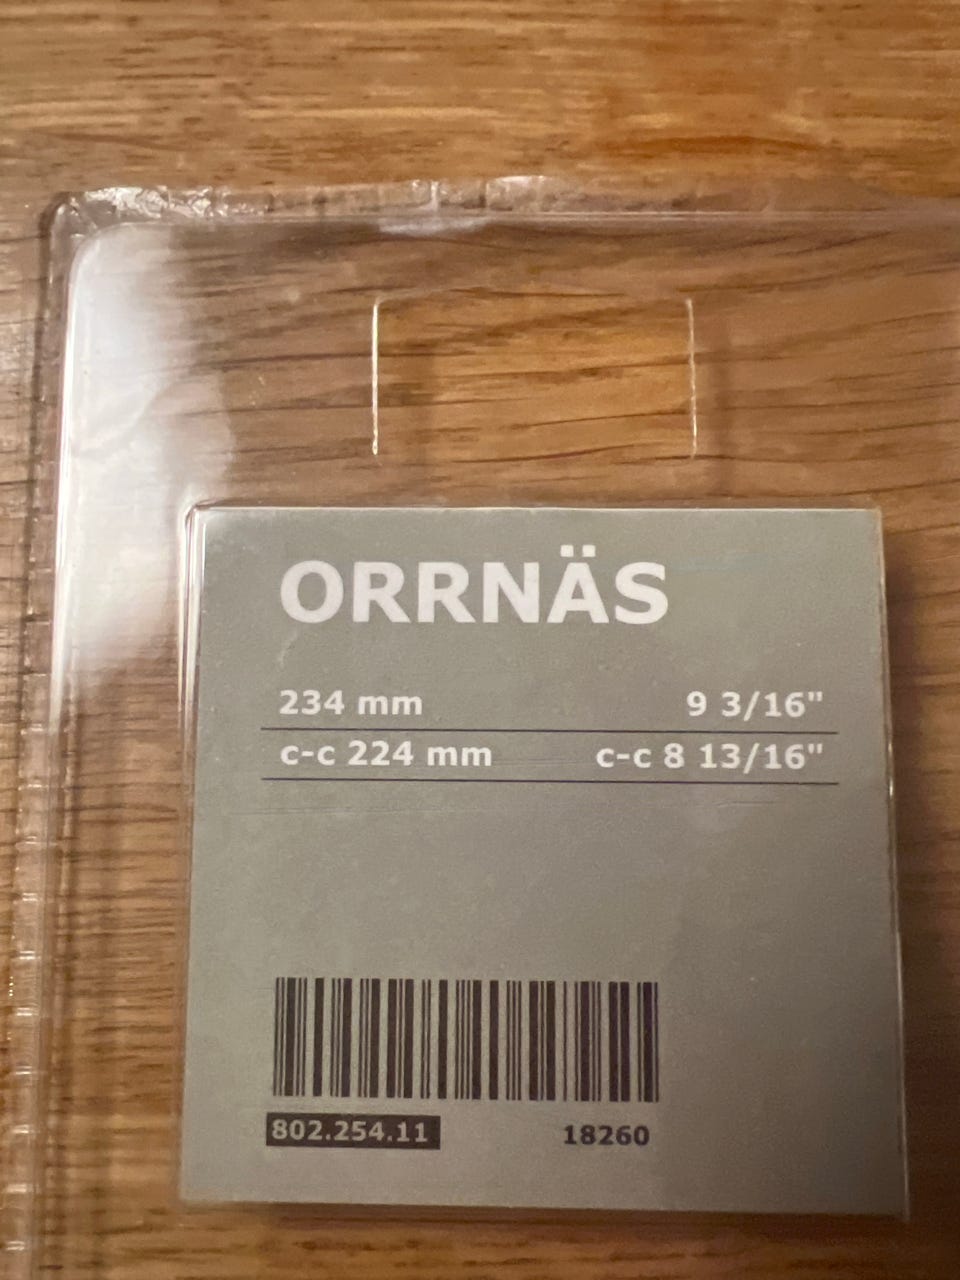 ORRNÄS
234 mm 9 3/16"
c-c 224 mm c-c 8 13/16"
802.254.11 18260